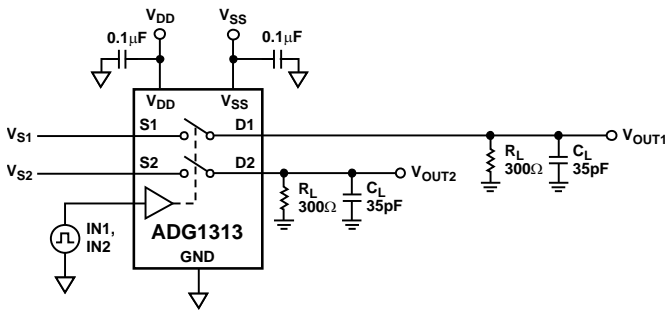 VDD
VSS
0.1μF
0.1μF
VDD
VSS
VS1
S1
D1
VOUT1
VS2
S2
D2
VOUT2
RL
300Ω
CL
35pF
RL
300Ω
CL
35pF
IN1,
IN2
ADG1313
GND